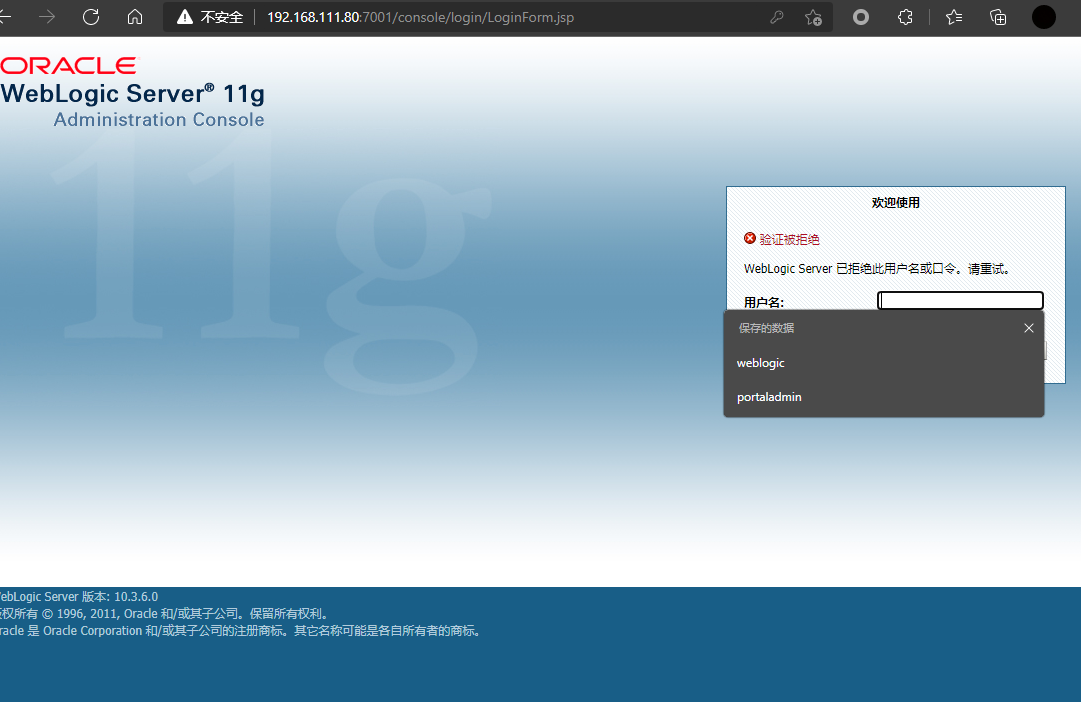 不安全 192.168.111.80:7001/console/login/LoginForm.jsp
ORACLE
WebLogic Server® 11g
Administration Console
11g
欢迎使用
验证被拒绝
WebLogic Server 已拒绝此用户名或口令。请重试。
用户名:
保存的数据
weblogic
portaladmin
ebLogic Server 版本: 10.3.6.0
权所有 © 1996, 2011, Oracle 和/或其子公司。保留所有权利。
racle 是 Oracle Corporation 和/或其子公司的注册商标。其它名称可能是各自所有者的商标。